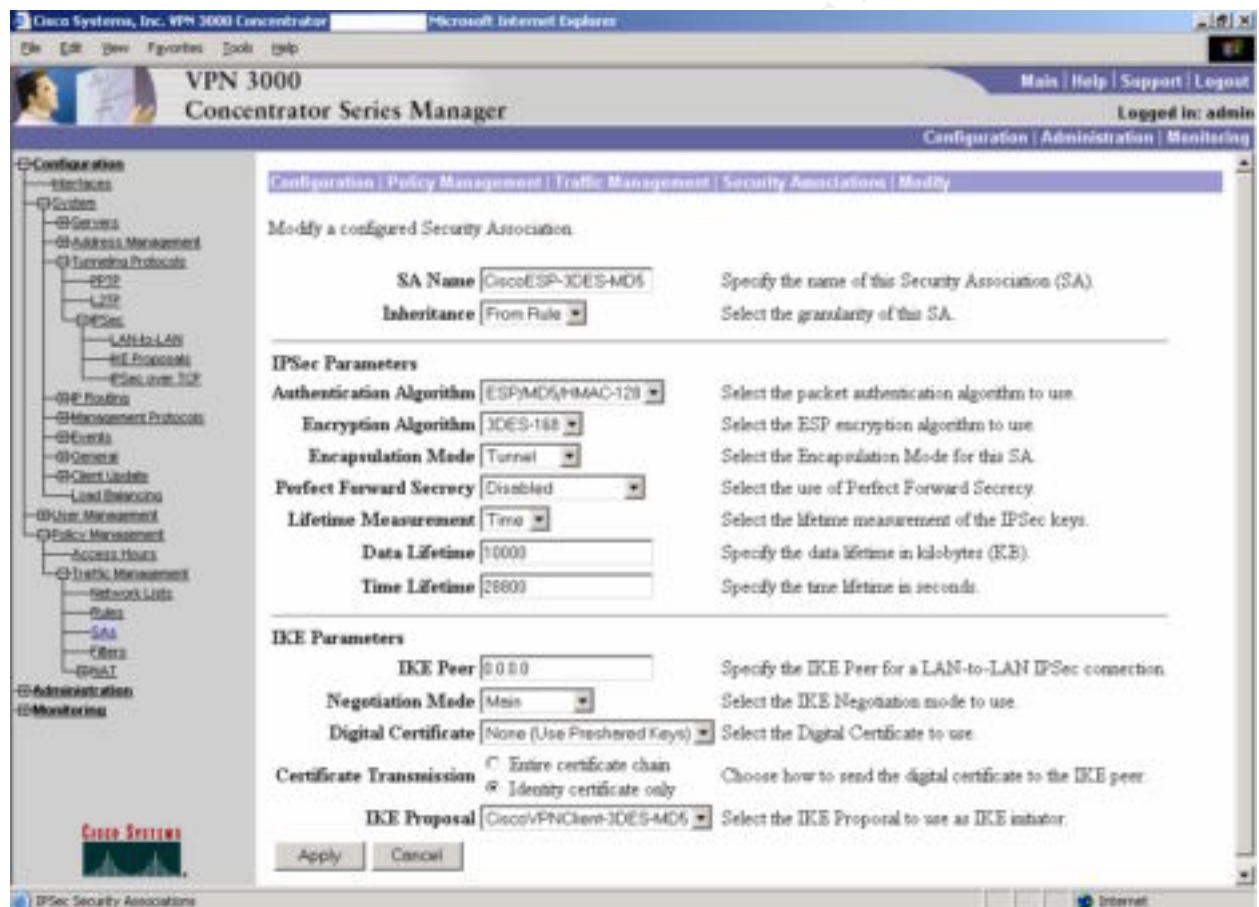 Cisco Systems, Inc. VPN 3000 Concentrator Microsoft Internet Explorer
File Edit View Favorites Tools Help
VPN 3000
Concentrator Series Manager
Main | Help | Support | Logout
Logged in: admin
Configuration | Administration | Monitoring
Configuration
Interfaces
System
Servers
Address Management
Tunneling Protocols
PPTP
L2TP
IPSec
LAN-to-LAN
IKE Proposals
IPSec over TCP
IP Routing
Management Protocols
Events
General
Client Update
Load Balancing
User Management
Policy Management
Access Hours
Traffic Management
Network Lists
Rules
SAs
Filters
NAT
Administration
Monitoring
CISCO SYSTEMS
Configuration | Policy Management | Traffic Management | Security Associations | Modify
Modify a configured Security Association.
SA Name CiscoESP-3DES-MD5 Specify the name of this Security Association (SA).
Inheritance From Rule Select the granularity of this SA.
IPSec Parameters
Authentication Algorithm ESP/MD5/HMAC-128 Select the packet authentication algorithm to use.
Encryption Algorithm 3DES-168 Select the ESP encryption algorithm to use
Encapsulation Mode Tunnel Select the Encapsulation Mode for this SA
Perfect Forward Secrecy Disabled Select the use of Perfect Forward Secrecy
Lifetime Measurement Time Select the lifetime measurement of the IPSec keys.
Data Lifetime 10000 Specify the data lifetime in kilobytes (KB).
Time Lifetime 28800 Specify the time lifetime in seconds.
IKE Parameters
IKE Peer 0.0.0.0 Specify the IKE Peer for a LAN-to-LAN IPSec connection.
Negotiation Mode Main Select the IKE Negotiation mode to use.
Digital Certificate None (Use Preshared Keys) Select the Digital Certificate to use.
Certificate Transmission Entire certificate chain
Identity certificate only Choose how to send the digital certificate to the IKE peer.
IKE Proposal CiscoVPNClient-3DES-MD5 Select the IKE Proposal to use as IKE initiator.
Apply Cancel
IPSec Security Associations Internet